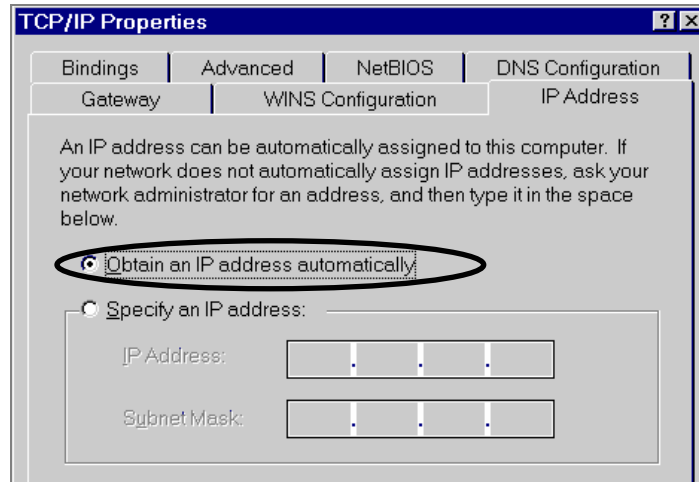 TCP/IP Properties
Bindings Advanced NetBIOS DNS Configuration
Gateway WINS Configuration IP Address
An IP address can be automatically assigned to this computer. If
your network does not automatically assign IP addresses, ask your
network administrator for an address, and then type it in the space
below.
Obtain an IP address automatically
Specify an IP address:
IP Address:
Subnet Mask: